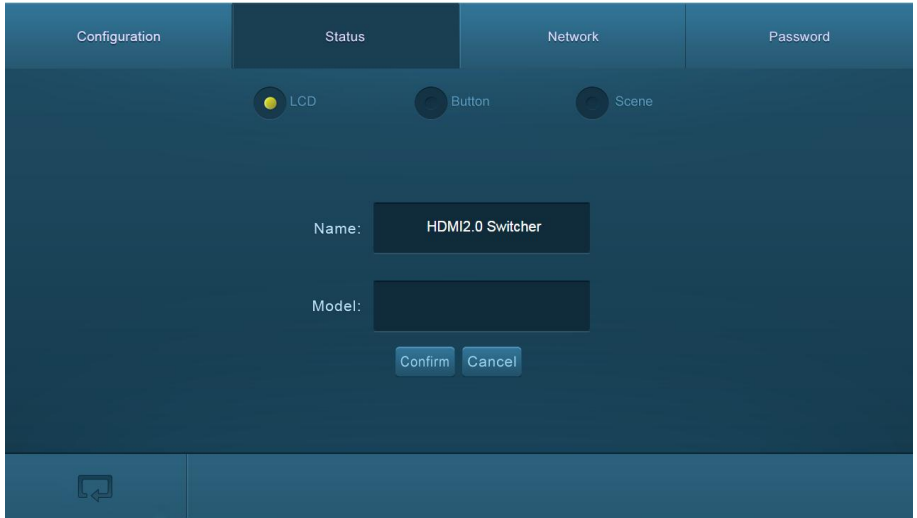 Configuration Status Network Password
LCD Button Scene
Name: HDMI2.0 Switcher
Model:
Confirm Cancel